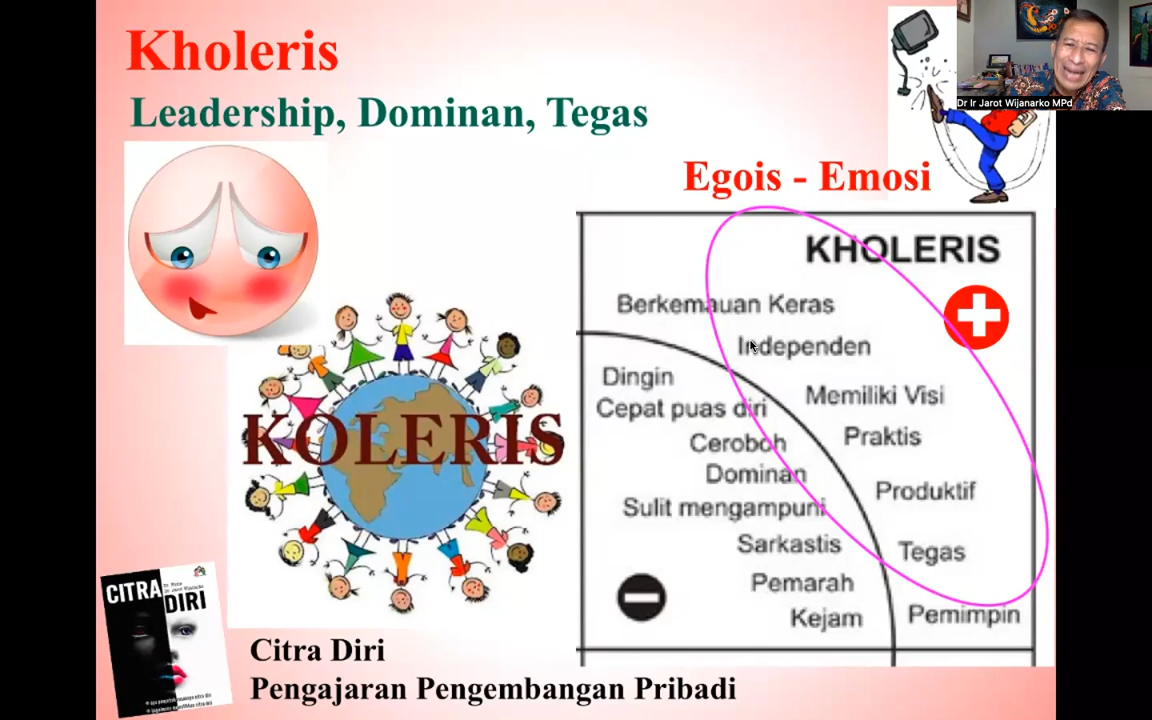 Kholeris
Leadership, Dominan, Tegas
Dr Ir Jarot Wijanarko MPd
Egois - Emosi
KHOLERIS
Berkemauan Keras
Independen
Dingin
Memiliki Visi
Cepat puas diri
Praktis
Ceroboh
Dominan
Produktif
Sulit mengampuni
Sarkastis
Tegas
Pemarah
Kejam
Pemimpin
KOLERIS
CITRA
DIRI
Citra Diri
Pengajaran Pengembangan Pribadi